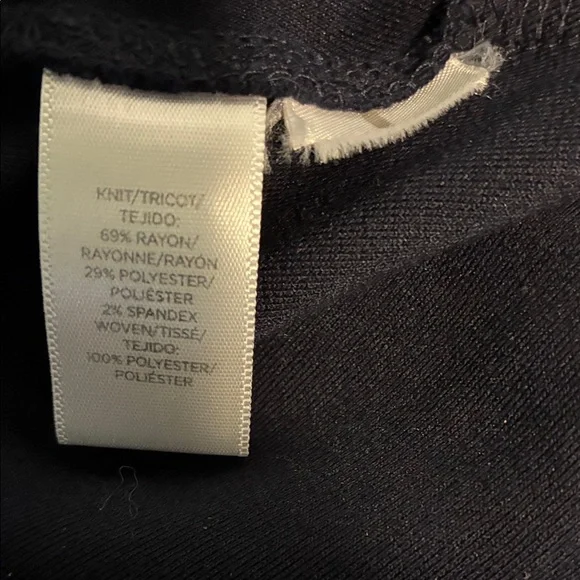 KNIT/TRICOT/
TEJIDO:
69% RAYON/
RAYONNE/RAYÓN
29% POLYESTER/
POLIÉSTER
2% SPANDEX
WOVEN/TISSÉ/
TEJIDO:
100% POLYESTER/
POLIÉSTER